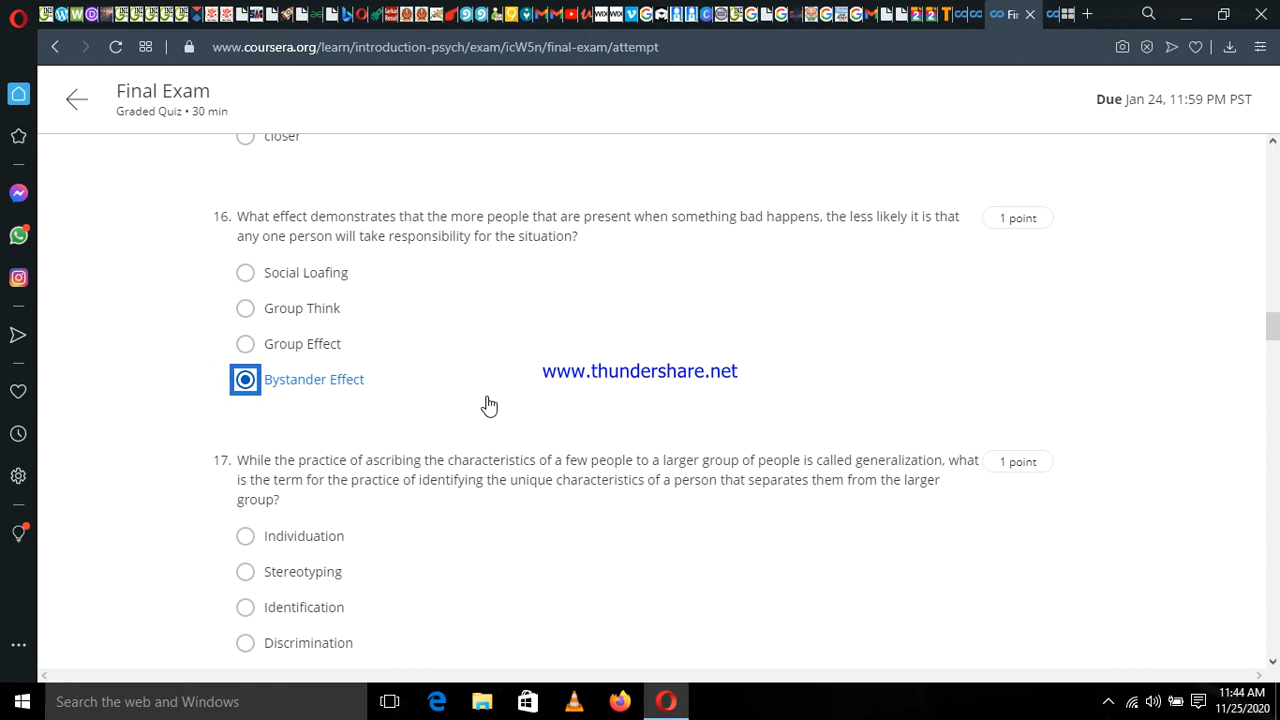 Fir
www.coursera.org/learn/introduction-psych/exam/icW5n/final-exam/attempt
Final Exam
Graded Quiz • 30 min
Due Jan 24, 11:59 PM PST
closer
16. What effect demonstrates that the more people that are present when something bad happens, the less likely it is that
any one person will take responsibility for the situation?
1 point
Social Loafing
Group Think
Group Effect
Bystander Effect
www.thundershare.net
17. While the practice of ascribing the characteristics of a few people to a larger group of people is called generalization, what
is the term for the practice of identifying the unique characteristics of a person that separates them from the larger
group?
1 point
Individuation
Stereotyping
Identification
Discrimination
Search the web and Windows
11:44 AM
11/25/2020